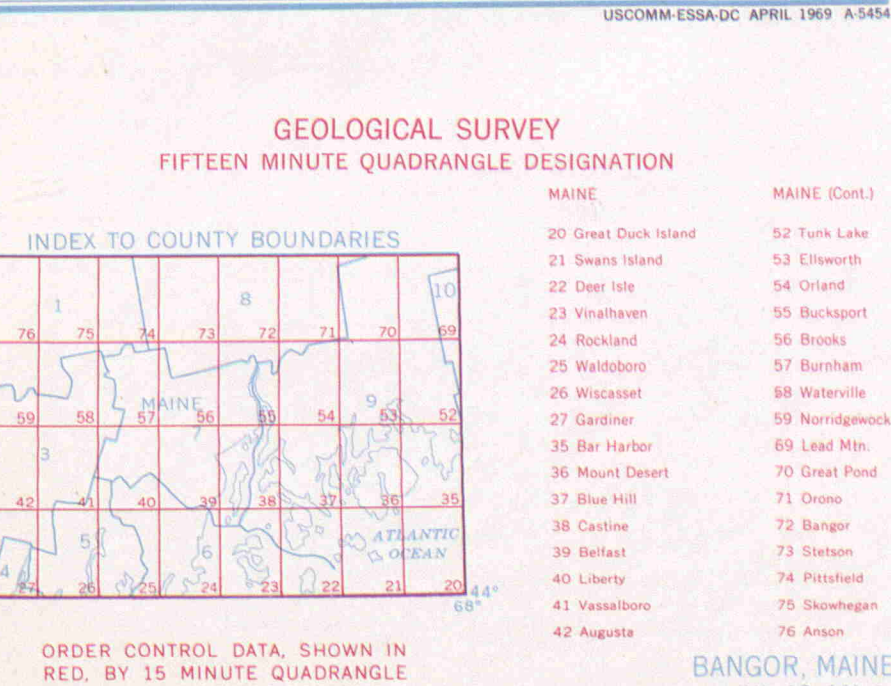 USCOMM-ESSA-DC APRIL 1969 A-5454
GEOLOGICAL SURVEY
FIFTEEN MINUTE QUADRANGLE DESIGNATION
INDEX TO COUNTY BOUNDARIES
1
8
10
76 75 74 73 72 71 70 69
MAINE
9
59 58 57 56 55 54 53 52
7
3
42 41 40 39 38 37 36 35
5
6
ATLANTIC
OCEAN
4
27 26 25 24 23 22 21 20
44°
68°
ORDER CONTROL DATA, SHOWN IN
RED, BY 15 MINUTE QUADRANGLE
MAINE
20 Great Duck Island
21 Swans Island
22 Deer Isle
23 Vinalhaven
24 Rockland
25 Waldoboro
26 Wiscasset
27 Gardiner
35 Bar Harbor
36 Mount Desert
37 Blue Hill
38 Castine
39 Belfast
40 Liberty
41 Vassalboro
42 Augusta
MAINE (Cont.)
52 Tunk Lake
53 Ellsworth
54 Orland
55 Bucksport
56 Brooks
57 Burnham
58 Waterville
59 Norridgewock
69 Lead Mtn.
70 Great Pond
71 Orono
72 Bangor
73 Stetson
74 Pittsfield
75 Skowhegan
76 Anson
BANGOR, MAINE